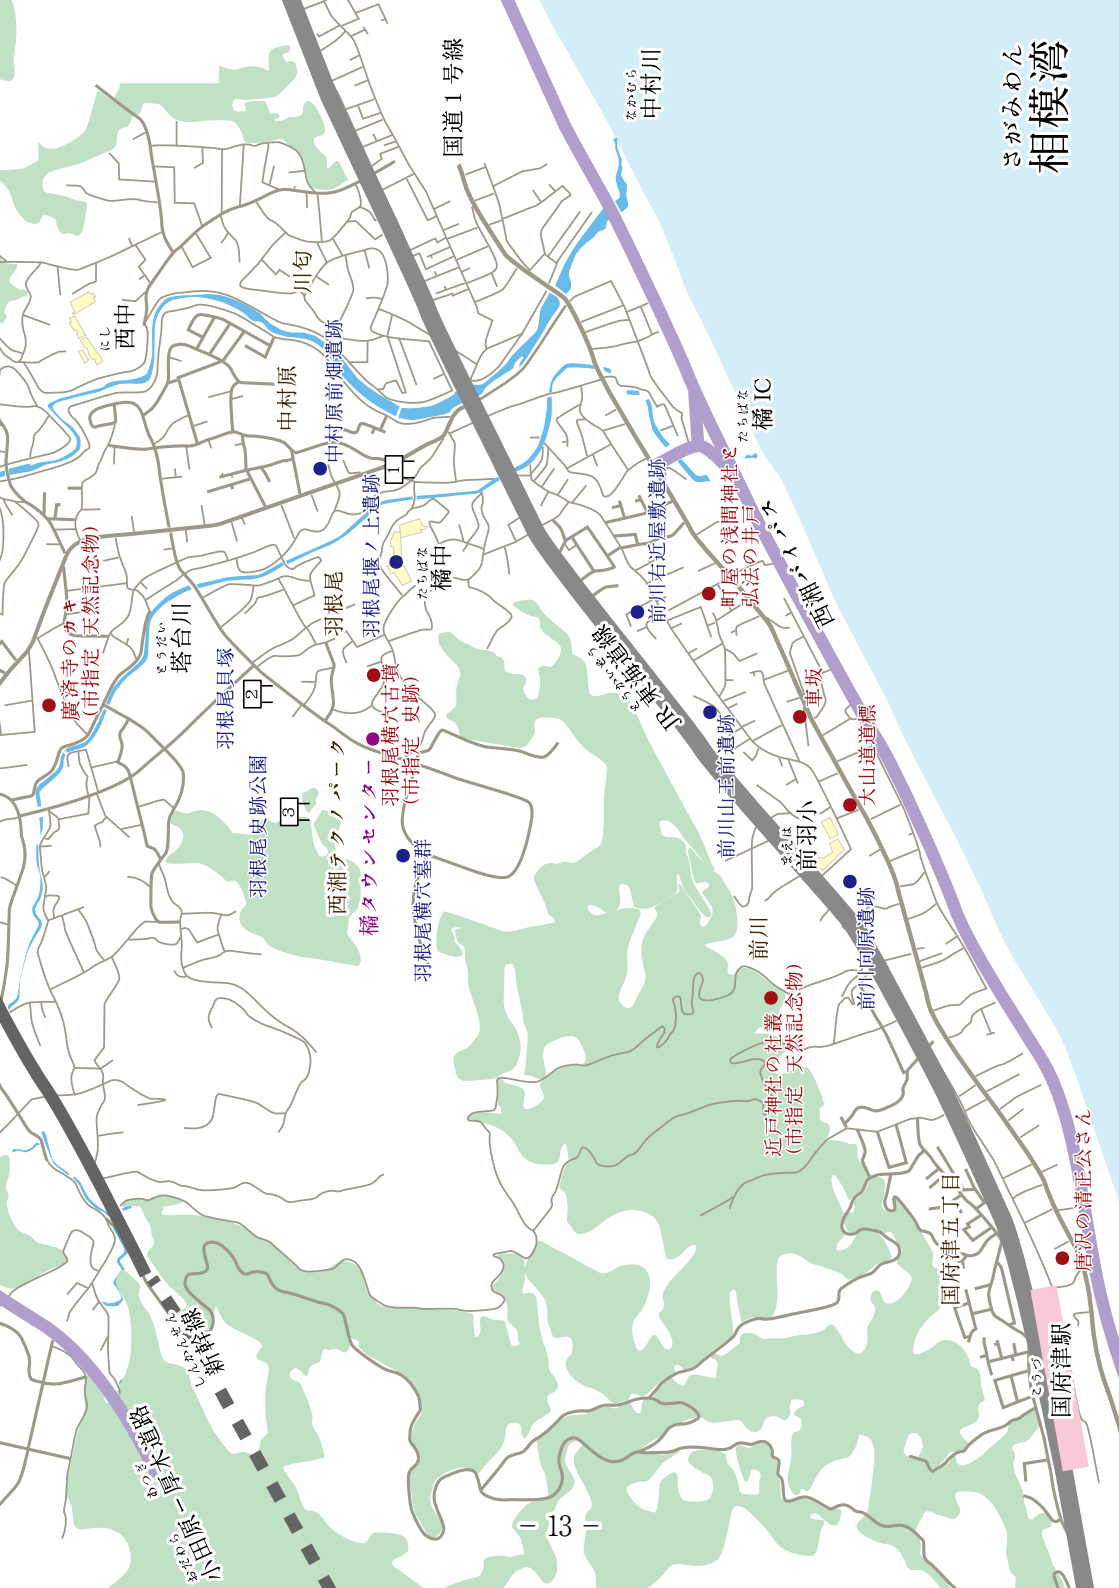 さがみわん
相模湾
なかむら
中村川
国道1号線
川匂
にし
西中
中村原
中村原前畑遺跡
1
羽根尾堰ノ上遺跡
たちばな
橘中
羽根尾
廣済寺のカキ
(市指定 天然記念物)
とうだい
塔台川
羽根尾貝塚
2
羽根尾史跡公園
3
西湘テクノパーク
橘タウンセンター
羽根尾横穴古墳
(市指定 史跡)
羽根尾横穴墓群
たちばな
橘IC
町屋の浅間神社と
弘法の井戸
前川右近屋敷遺跡
西湘バイパス
とうかいどう
JR東海道線
車坂
前川山王前遺跡
大山道道標
まえは
前羽小
前川
前川向原遺跡
近戸神社の社叢
(市指定 天然記念物)
国府津五丁目
唐沢の清正公さん
こうづ
国府津駅
しんかんせん
新幹線
おだわら あつぎ
小田原ー厚木道路
－ 13 －